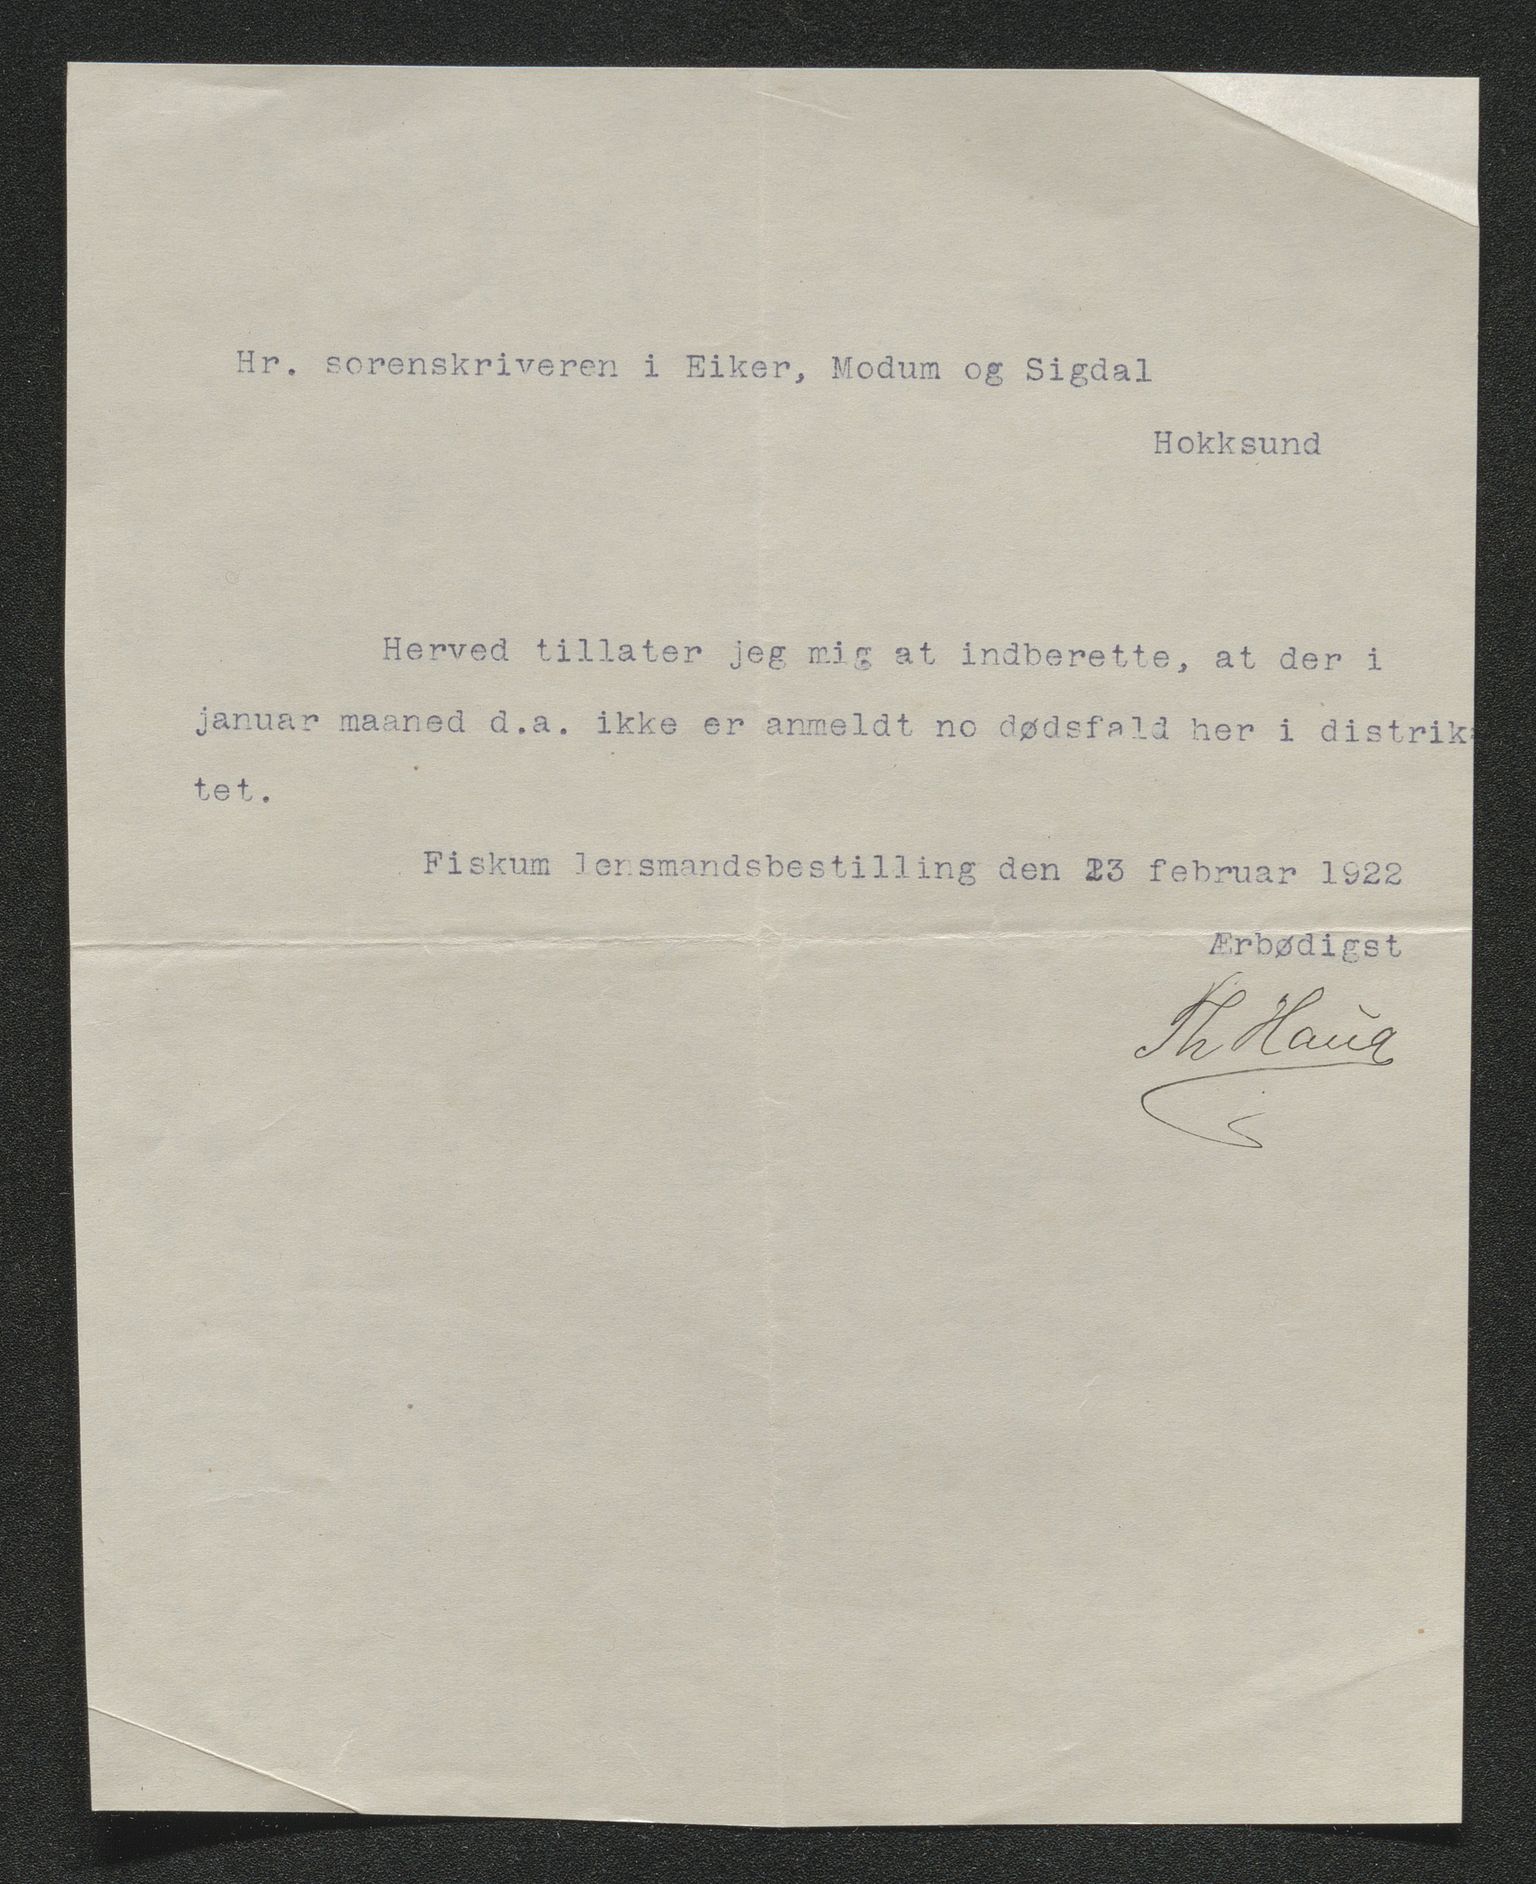 Hr. sorenskriveren i Eiker, Modum og Sigdal
Hokksund
Herved tillater jeg mig at indberette, at der i
januar maaned d.a. ikke er anmeldt no dødsfald her i distrik-
tet.
Fiskum lensmandsbestilling den 13 februar 1922
Ærbødigst
Th Haug